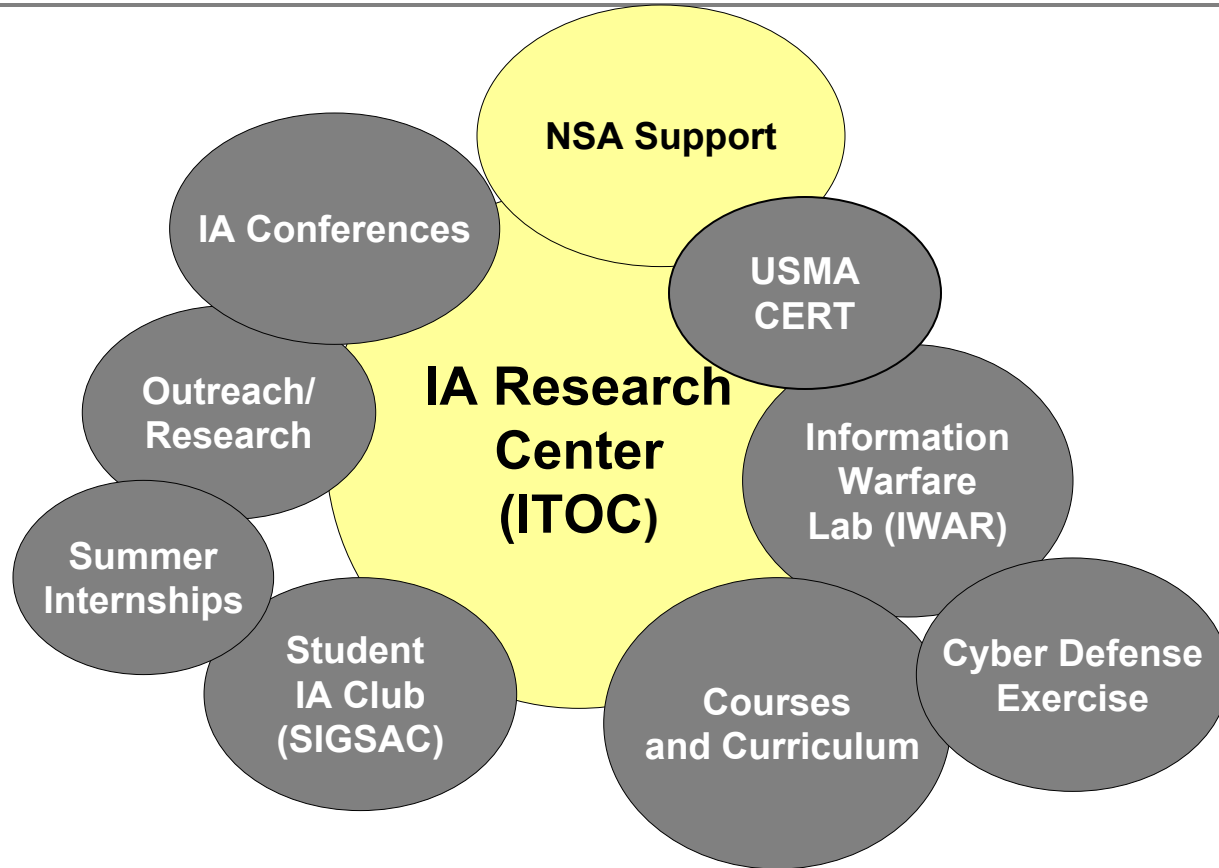 NSA Support
IA Conferences
USMA
CERT
IA Research
Center
(ITOC)
Outreach/
Research
Information
Warfare
Lab (IWAR)
Summer
Internships
Student
IA Club
(SIGSAC)
Courses
and Curriculum
Cyber Defense
Exercise